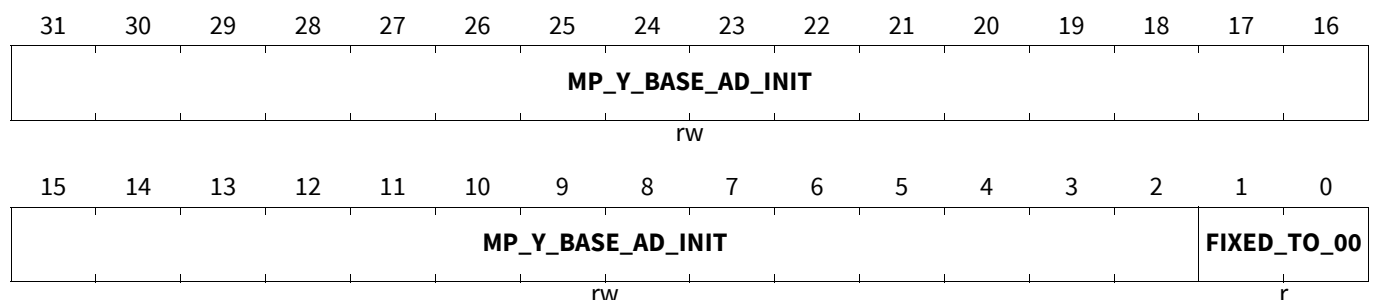 31 30 29 28 27 26 25 24 23 22 21 20 19 18 17 16
MP_Y_BASE_AD_INIT
rw
15 14 13 12 11 10 9 8 7 6 5 4 3 2 1 0
MP_Y_BASE_AD_INIT FIXED_TO_00
rw r